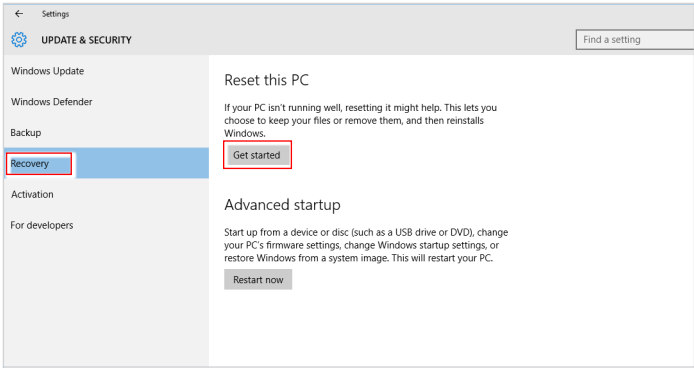 Settings
UPDATE & SECURITY
Find a setting
Windows Update
Windows Defender
Backup
Recovery
Activation
For developers
Reset this PC
If your PC isn't running well, resetting it might help. This lets you
choose to keep your files or remove them, and then reinstalls
Windows.
Get started
Advanced startup
Start up from a device or disc (such as a USB drive or DVD), change
your PC's firmware settings, change Windows startup settings, or
restore Windows from a system image. This will restart your PC.
Restart now